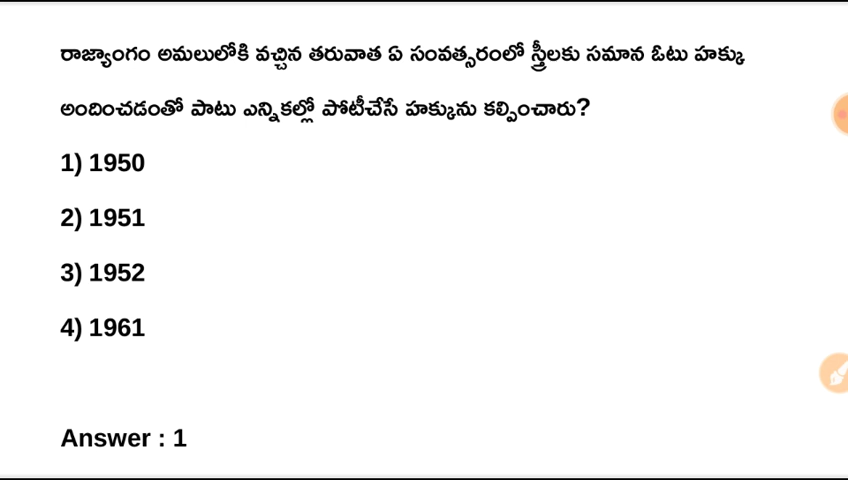 రాజ్యాంగం అమలులోకి వచ్చిన తరువాత ఏ సంవత్సరంలో స్త్రీలకు సమాన ఓటు హక్కు
అందించడంతో పాటు ఎన్నికల్లో పోటీచేసే హక్కును కల్పించారు?
1) 1950
2) 1951
3) 1952
4) 1961
Answer : 1